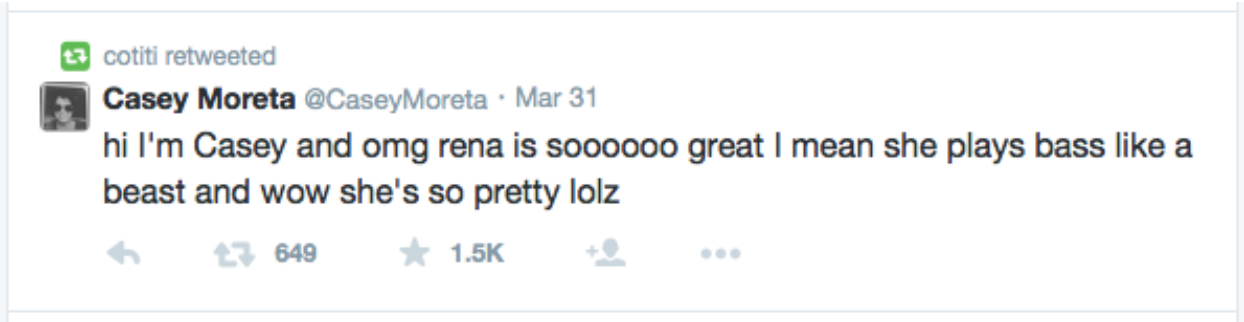 cotiti retweeted
Casey Moreta @CaseyMoreta · Mar 31
hi I'm Casey and omg rena is soooooo great I mean she plays bass like a
beast and wow she's so pretty lolz
649 1.5K